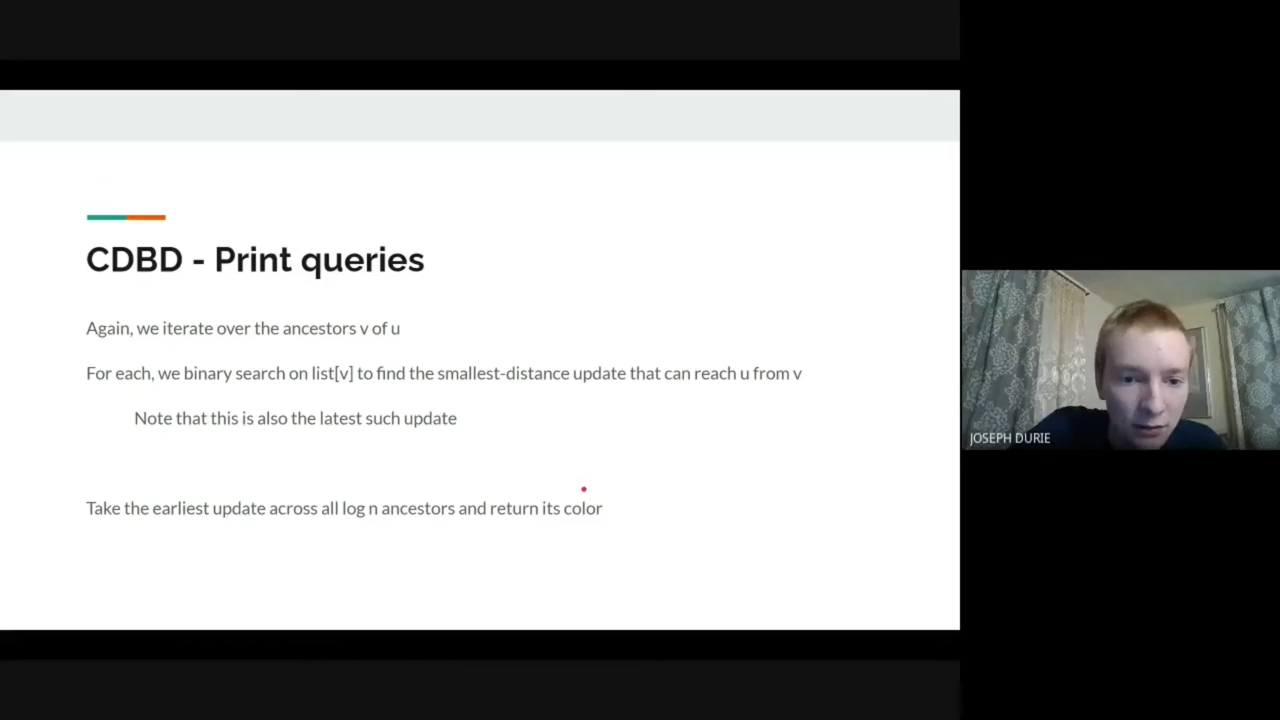 CDBD - Print queries
Again, we iterate over the ancestors v of u
For each, we binary search on list[v] to find the smallest-distance update that can reach u from v
Note that this is also the latest such update
JOSEPH DURIE
Take the earliest update across all log n ancestors and return its color